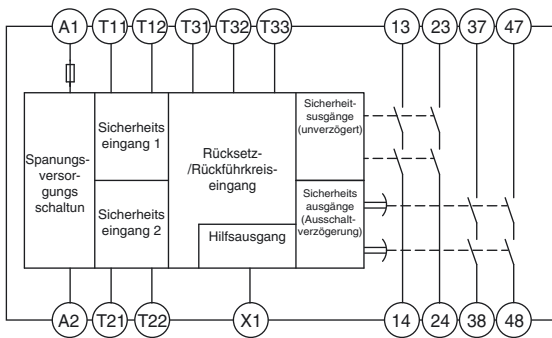 A1 T11 T12 T31 T32 T33 13 23 37 47
Spanungs-
versor-
gungs
schaltun
Sicherheits
eingang 1
Sicherheits
eingang 2
Rücksetz-
/Rückführkreis-
eingang
Hilfsausgang
Sicherheit-
susgänge
(unverzögert)
Sicherheits
ausgänge
(Ausschalt-
verzögerung)
A2 T21 T22 X1 14 24 38 48